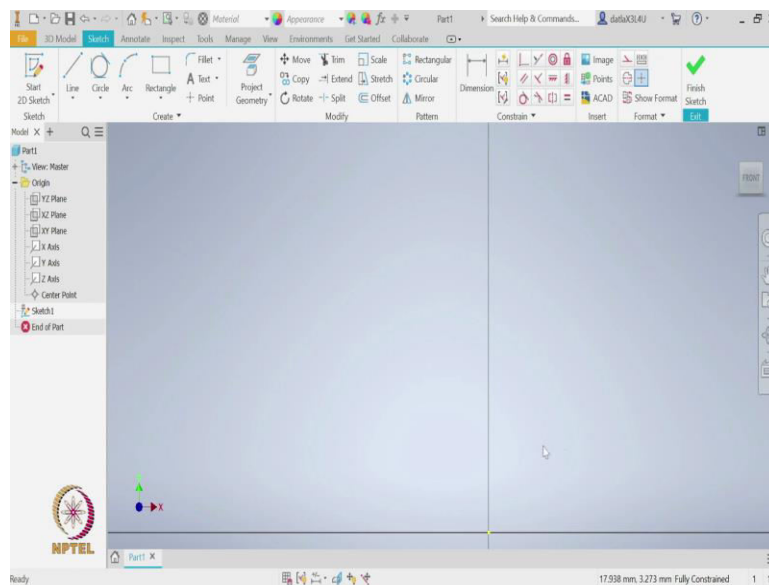 Material
Appearance
fx
Part1
Search Help & Commands...
datlaX3L4U
File 3D Model Sketch Annotate Inspect Tools Manage View Environments Get Started Collaborate
Start
2D Sketch
Line
Circle
Arc
Rectangle
Fillet
Text
Point
Project
Geometry
Move Trim Scale
Copy Extend Stretch
Rotate Split Offset
Rectangular
Circular
Mirror
Dimension
Image
Points
ACAD
Show Format
Finish
Sketch
Sketch Create Modify Pattern Constrain Insert Format Exit
Model
Part1
View: Master
Origin
YZ Plane
XZ Plane
XY Plane
X Axis
Y Axis
Z Axis
Center Point
Sketch1
End of Part
FRONT
X
NPTEL
Part1 X
Ready
17.938 mm, 3.273 mm Fully Constrained 1